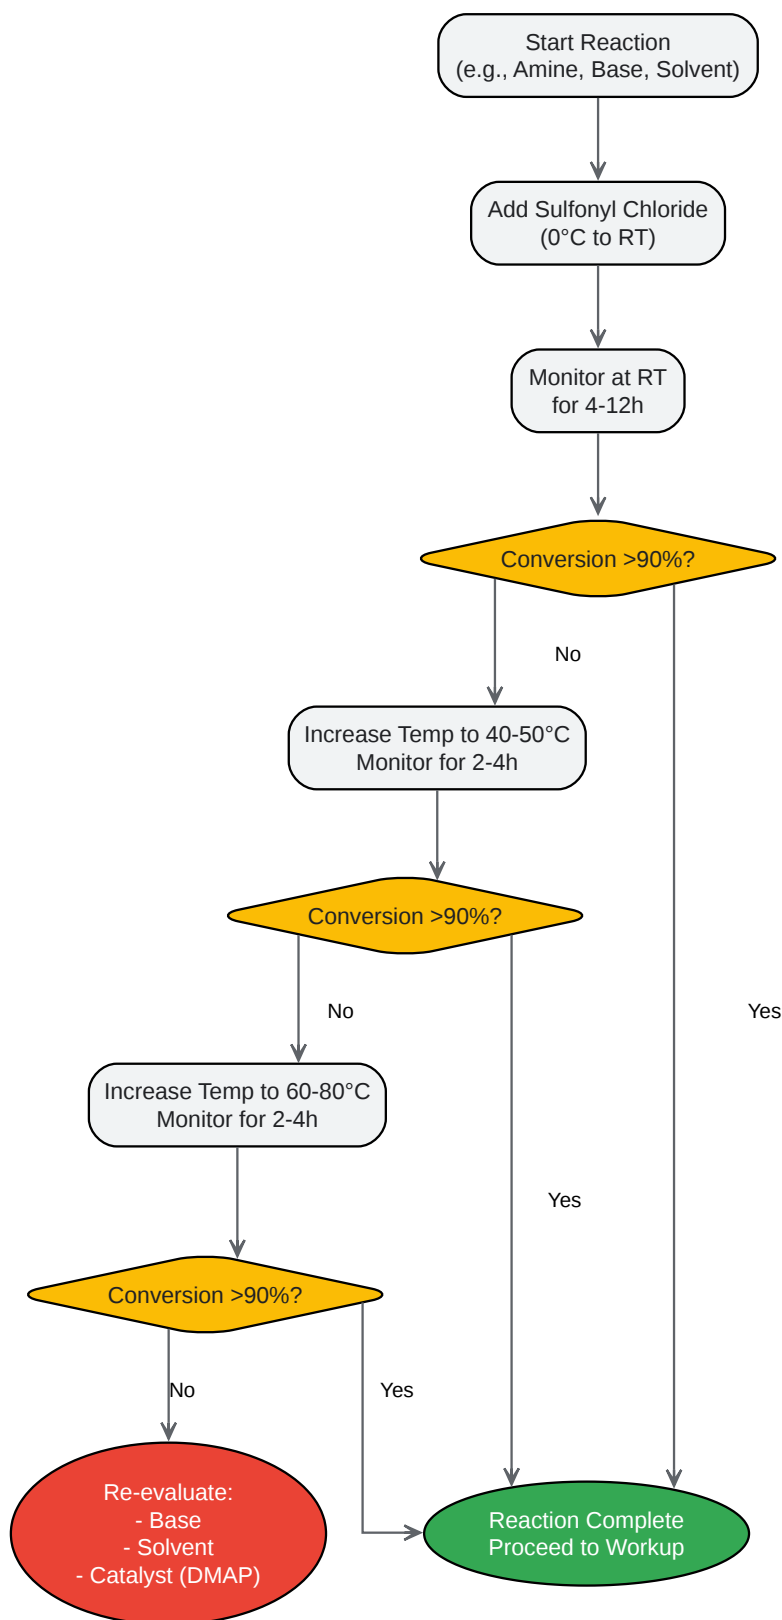 Start Reaction
(e.g., Amine, Base, Solvent)
Add Sulfonyl Chloride
(0°C to RT)
Monitor at RT
for 4-12h
Conversion >90%?
No
Increase Temp to 40-50°C
Monitor for 2-4h
Conversion >90%?
No
Yes
Increase Temp to 60-80°C
Monitor for 2-4h
Yes
Conversion >90%?
No
Yes
Re-evaluate:
- Base
- Solvent
- Catalyst (DMAP)
Reaction Complete
Proceed to Workup